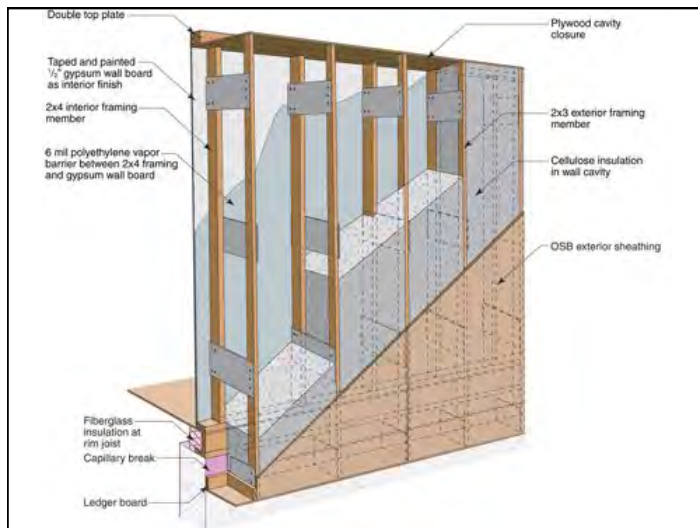 Double top plate
Taped and painted
½" gypsum wall board
as interior finish
2x4 interior framing
member
6 mil polyethylene vapor
barrier between 2x4 framing
and gypsum wall board
Fiberglass
insulation at
rim joist
Capillary break
Ledger board
Plywood cavity
closure
2x3 exterior framing
member
Cellulose insulation
in wall cavity
OSB exterior sheathing